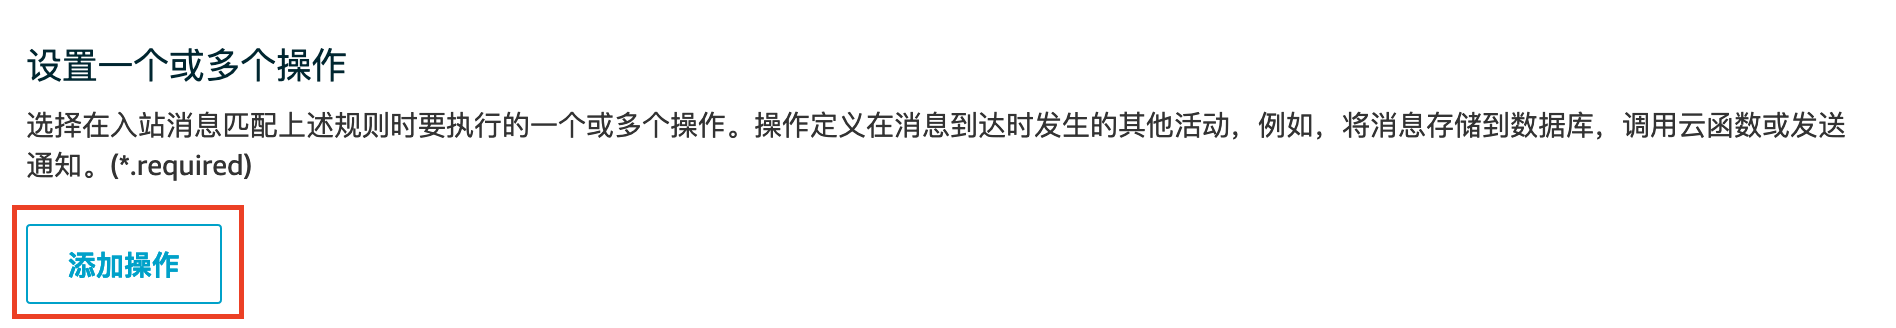 设置一个或多个操作
选择在入站消息匹配上述规则时要执行的一个或多个操作。操作定义在消息到达时发生的其他活动，例如，将消息存储到数据库，调用云函数或发送
通知。(*.required)
添加操作